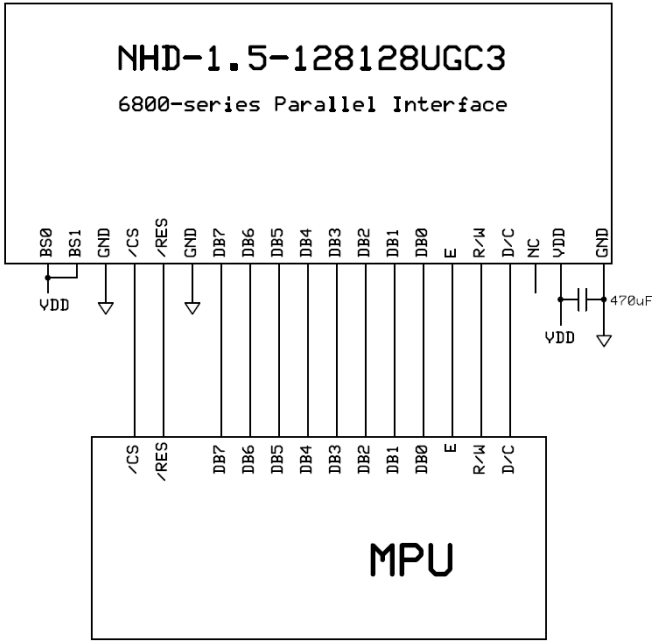 NHD-1.5-128128UGC3
6800-series Parallel Interface
BS0 BS1 GND /CS /RES GND DB7 DB6 DB5 DB4 DB3 DB2 DB1 DB0 E R/W D/C NC VDD GND
VDD
470uF
VDD
/CS /RES DB7 DB6 DB5 DB4 DB3 DB2 DB1 DB0 E R/W D/C
MPU